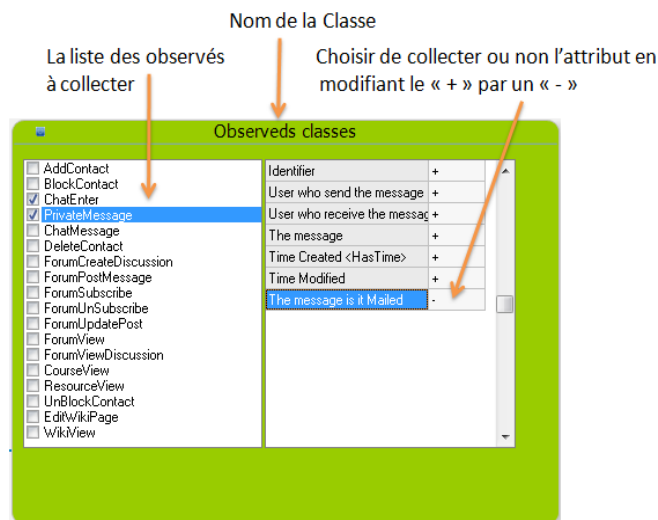 Nom de la Classe
La liste des observés
à collecter
Choisir de collecter ou non l'attribut en
modifiant le « + » par un « - »
Observeds classes
AddContact
BlockContact
ChatEnter
PrivateMessage
ChatMessage
DeleteContact
ForumCreateDiscussion
ForumPostMessage
ForumSubscribe
ForumUnSubscribe
ForumUpdatePost
ForumView
ForumViewDiscussion
CourseView
ResourceView
UnBlockContact
EditWikiPage
WikiView
Identifier +
User who send the message +
User who receive the messag +
The message +
Time Created <HasTime> +
Time Modified +
The message is it Mailed -